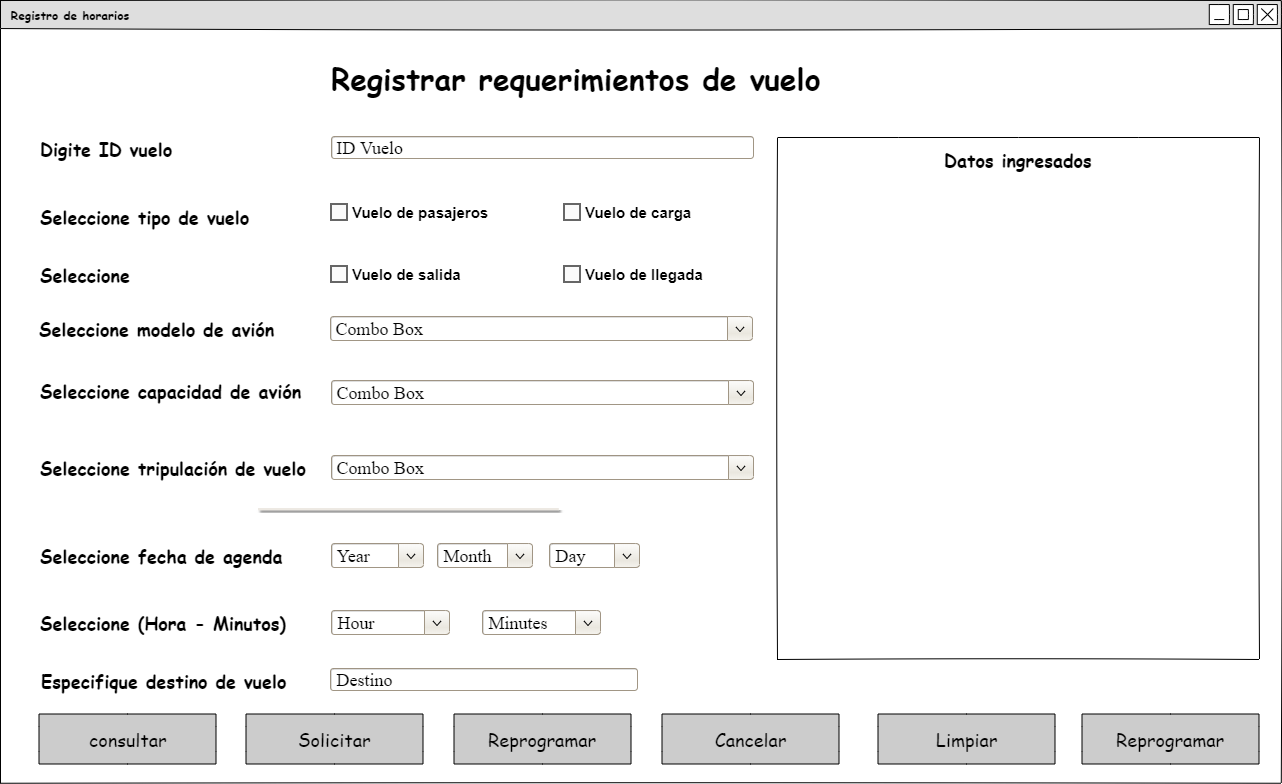 Registro de horarios
Registrar requerimientos de vuelo
Digite ID vuelo
ID Vuelo
Datos ingresados
Seleccione tipo de vuelo
Vuelo de pasajeros
Vuelo de carga
Seleccione
Vuelo de salida
Vuelo de llegada
Seleccione modelo de avión
Combo Box
Seleccione capacidad de avión
Combo Box
Seleccione tripulación de vuelo
Combo Box
Seleccione fecha de agenda
Year
Month
Day
Seleccione (Hora - Minutos)
Hour
Minutes
Especifique destino de vuelo
Destino
consultar
Solicitar
Reprogramar
Cancelar
Limpiar
Reprogramar